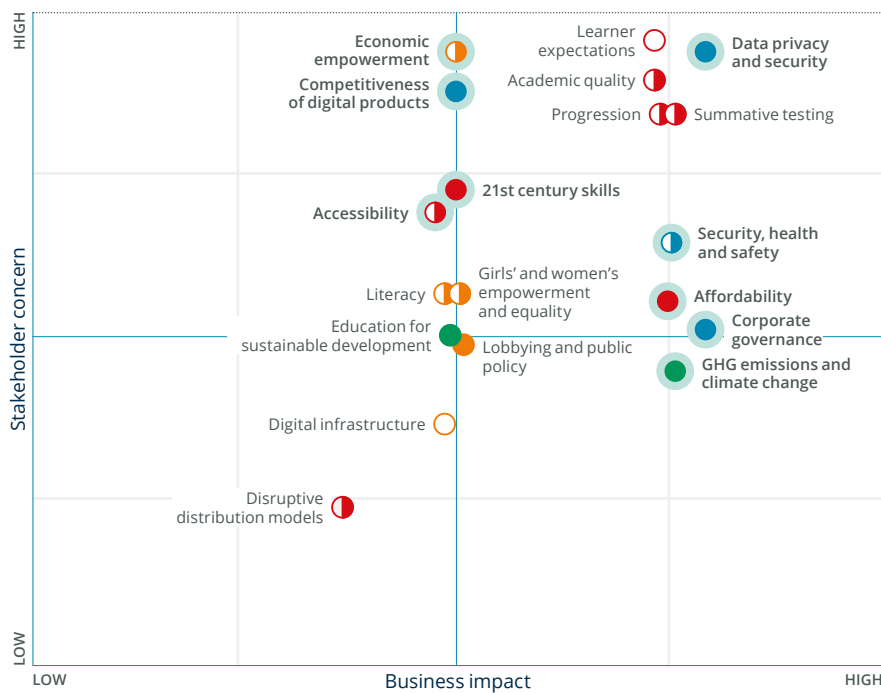 HIGH
Stakeholder concern
LOW
Economic
empowerment
Competitiveness
of digital products
Learner
expectations
Data privacy
and security
Academic quality
Progression
Summative testing
21st century skills
Accessibility
Security, health
and safety
Literacy
Girls’ and women’s
empowerment
and equality
Affordability
Education for
sustainable development
Corporate
governance
Lobbying and public
policy
GHG emissions and
climate change
Digital infrastructure
Disruptive
distribution models
LOW
Business impact
HIGH